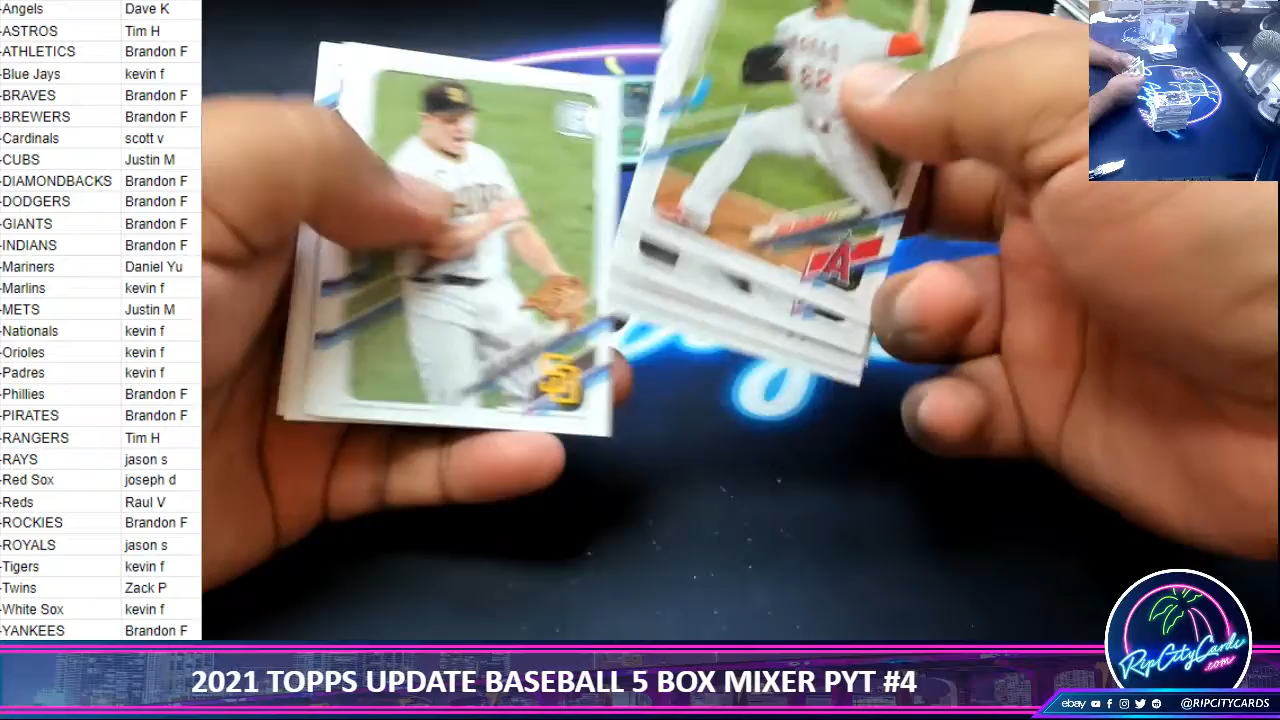 -Angels Dave K
-ASTROS Tim H
-ATHLETICS Brandon F
-Blue Jays kevin f
-BRAVES Brandon F
-BREWERS Brandon F
-Cardinals scott v
-CUBS Justin M
-DIAMONDBACKS Brandon F
-DODGERS Brandon F
-GIANTS Brandon F
-INDIANS Brandon F
-Mariners Daniel Yu
-Marlins kevin f
-METS Justin M
-Nationals kevin f
-Orioles kevin f
-Padres kevin f
-Phillies Brandon F
-PIRATES Brandon F
-RANGERS Tim H
-RAYS jason s
-Red Sox joseph d
-Reds Raul V
-ROCKIES Brandon F
-ROYALS jason s
-Tigers kevin f
-Twins Zack P
-White Sox kevin f
-YANKEES Brandon F
2021 TOPPS UPDATE BASEBALL 5 BOX MIXER PYT #4
RipCityCards
.com
ebay @RIPCITYCARDS